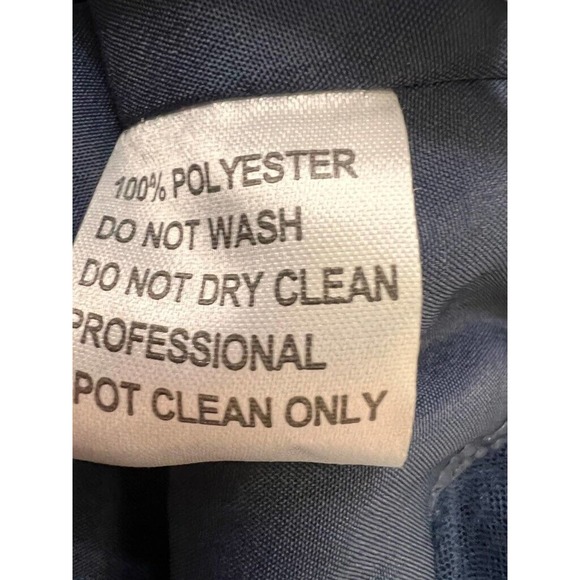 100% POLYESTER
DO NOT WASH
DO NOT DRY CLEAN
PROFESSIONAL
POT CLEAN ONLY